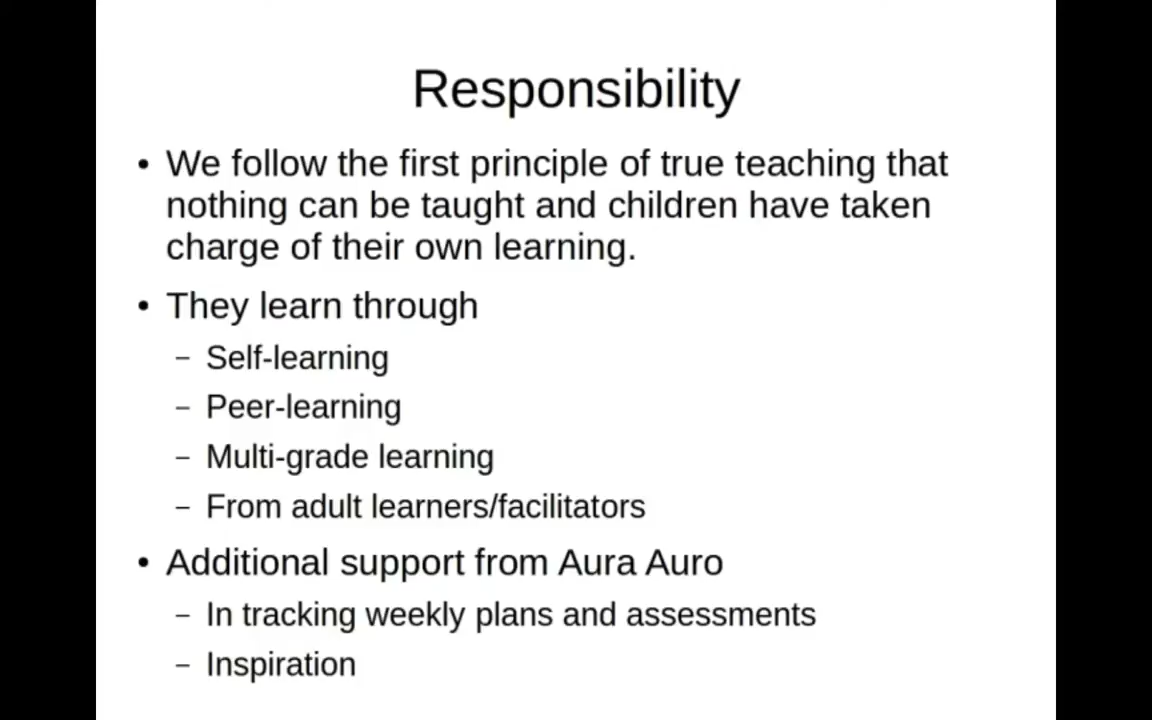 Responsibility
• We follow the first principle of true teaching that
nothing can be taught and children have taken
charge of their own learning.
• They learn through
– Self-learning
– Peer-learning
– Multi-grade learning
– From adult learners/facilitators
• Additional support from Aura Auro
– In tracking weekly plans and assessments
– Inspiration